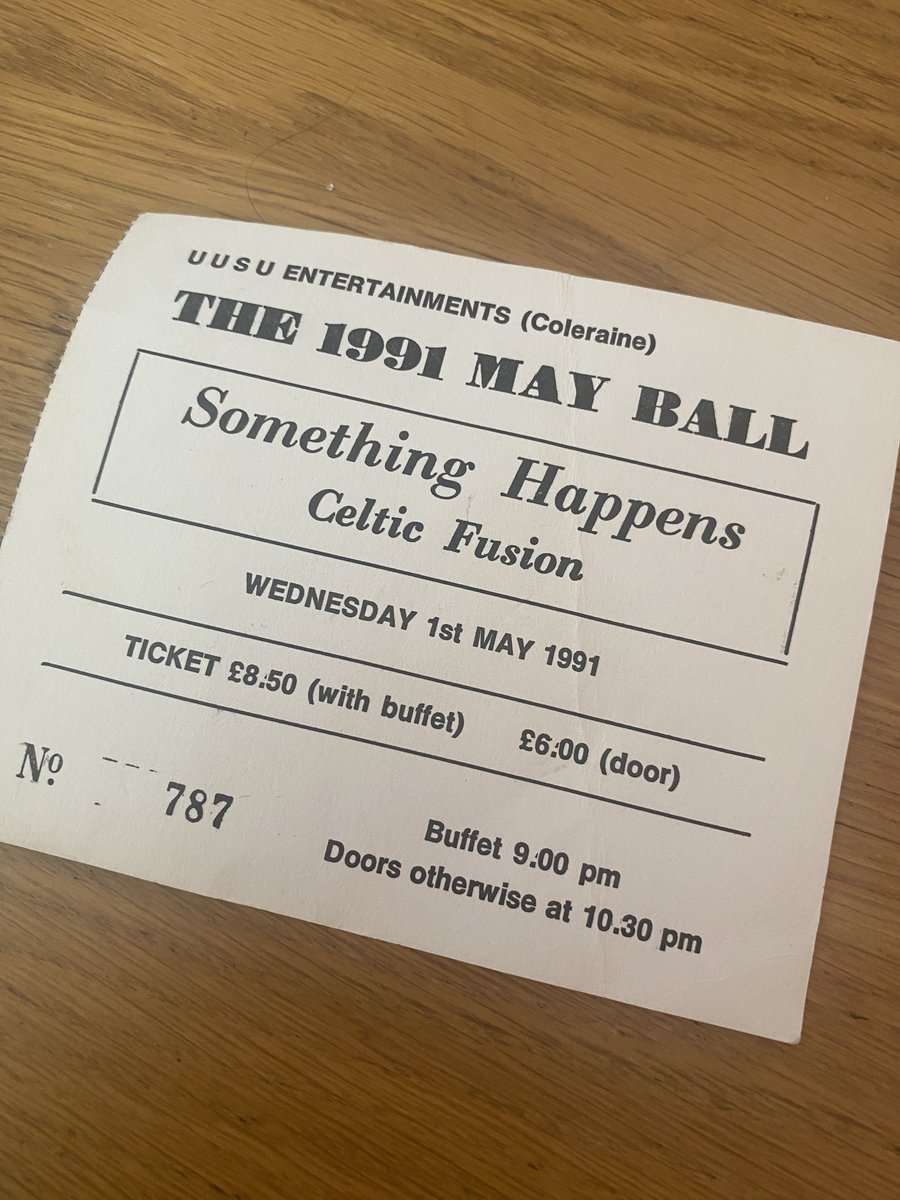 UUSU ENTERTAINMENTS (Coleraine)
THE 1991 MAY BALL
Something Happens
Celtic Fusion
WEDNESDAY 1st MAY 1991
TICKET £8.50 (with buffet) £6.00 (door)
Nº 787
Buffet 9.00 pm
Doors otherwise at 10.30 pm